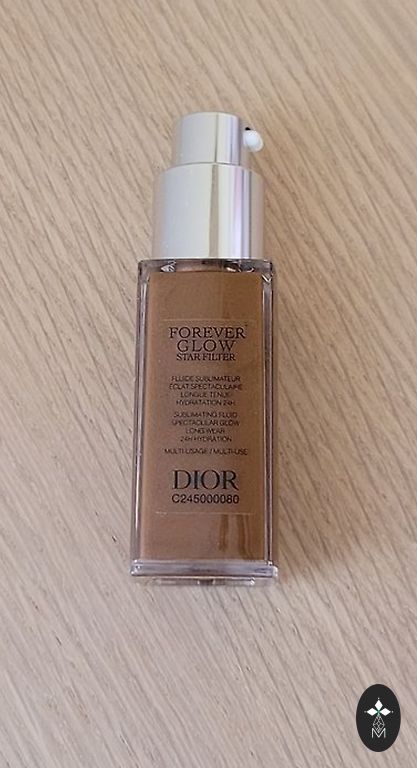 FOREVER
GLOW
STAR FILTER
FLUIDE SUBLIMATEUR
ÉCLAT SPECTACULAIRE
LONGUE TENUE
HYDRATATION 24H
SUBLIMATING FLUID
SPECTACULAR GLOW
LONG WEAR
24H HYDRATION
MULTI-USAGE / MULTI-USE
DIOR
C245000080